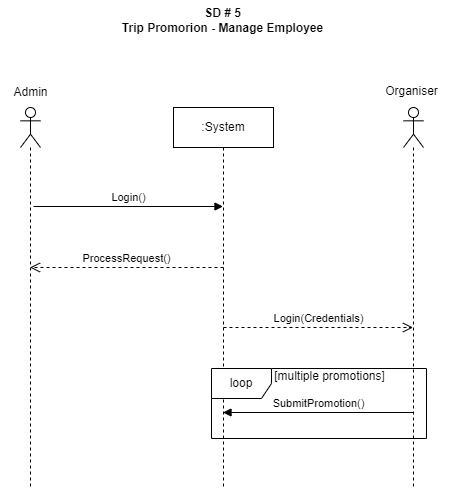 SD # 5
Trip Promorion - Manage Employee
Admin
:System
Organiser
Login()
ProcessRequest()
Login(Credentials)
loop
[multiple promotions]
SubmitPromotion()